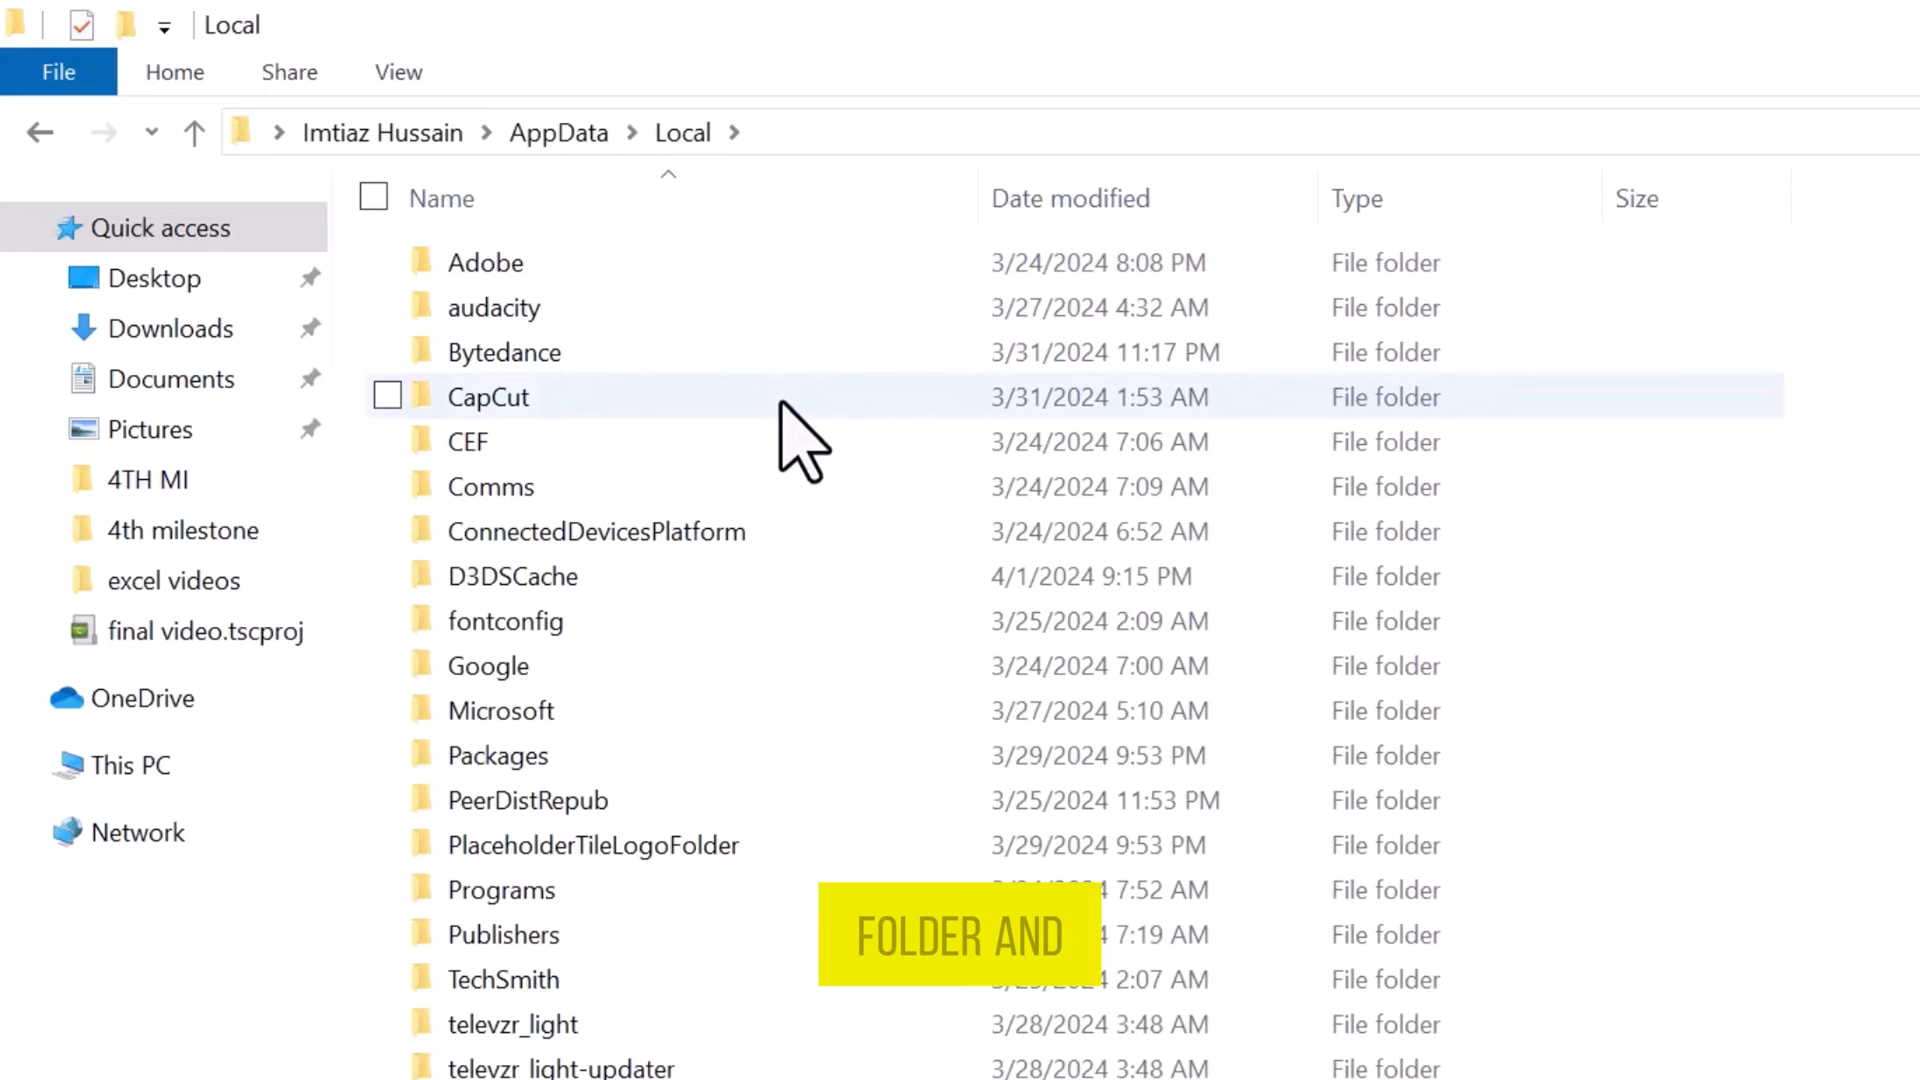 Local
File Home Share View
Imtiaz Hussain AppData Local
Name Date modified Type Size
Quick access
Desktop
Downloads
Documents
Pictures
4TH MI
4th milestone
excel videos
final video.tscproj
OneDrive
This PC
Network
Adobe 3/24/2024 8:08 PM File folder
audacity 3/27/2024 4:32 AM File folder
Bytedance 3/31/2024 11:17 PM File folder
CapCut 3/31/2024 1:53 AM File folder
CEF 3/24/2024 7:06 AM File folder
Comms 3/24/2024 7:09 AM File folder
ConnectedDevicesPlatform 3/24/2024 6:52 AM File folder
D3DSCache 4/1/2024 9:15 PM File folder
fontconfig 3/25/2024 2:09 AM File folder
Google 3/24/2024 7:00 AM File folder
Microsoft 3/27/2024 5:10 AM File folder
Packages 3/29/2024 9:53 PM File folder
PeerDistRepub 3/25/2024 11:53 PM File folder
PlaceholderTileLogoFolder 3/29/2024 9:53 PM File folder
Programs 7:52 AM File folder
Publishers 7:19 AM File folder
TechSmith 2:07 AM File folder
televzr_light 3/28/2024 3:48 AM File folder
televzr light-updater 3/28/2024 3:48 AM File folder
FOLDER AND